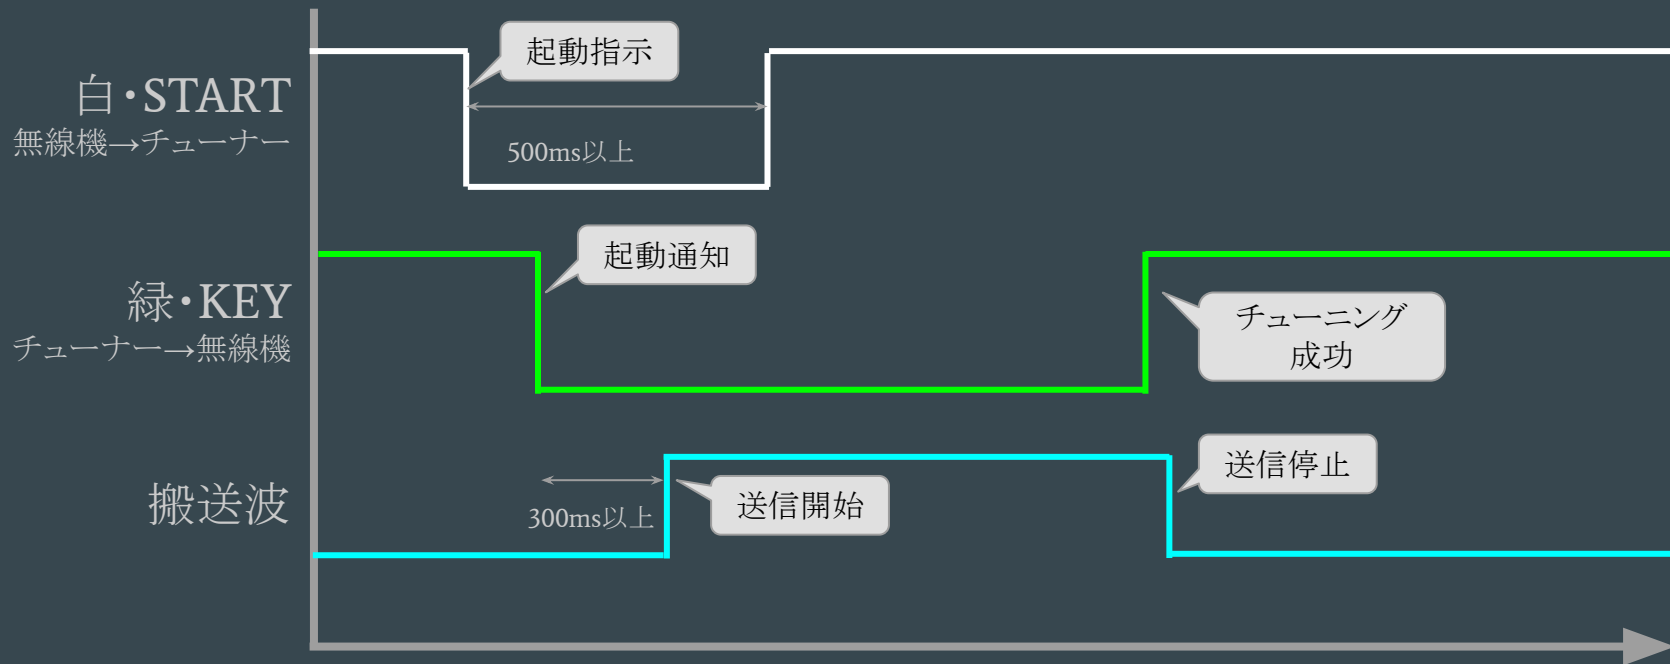 起動指示
白・START
無線機→チューナー
500ms以上
起動通知
緑・KEY
チューナー→無線機
チューニング
成功
送信停止
搬送波
送信開始
300ms以上